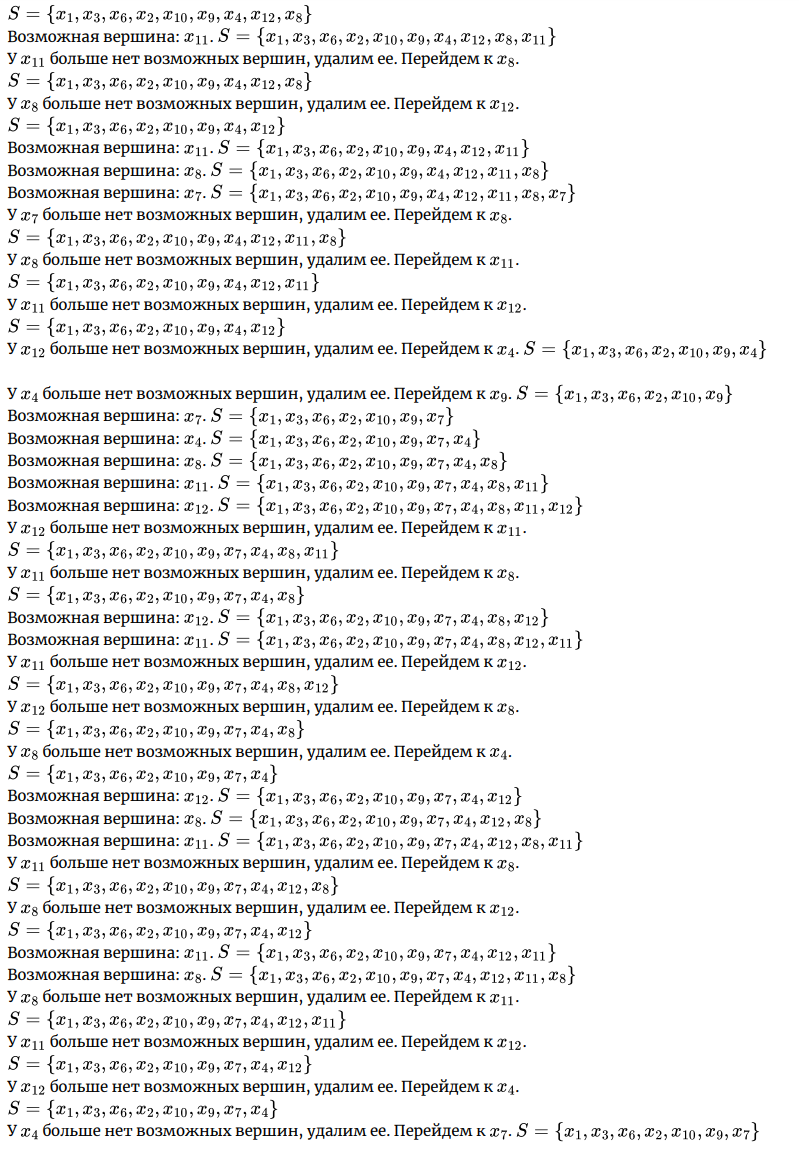 S = {x₁, x₃, x₆, x₂, x₁₀, x₉, x₄, x₁₂, x₈}
Возможная вершина: x₁₁. S = {x₁, x₃, x₆, x₂, x₁₀, x₉, x₄, x₁₂, x₈, x₁₁}
У x₁₁ больше нет возможных вершин, удалим ее. Перейдем к x₈.
S = {x₁, x₃, x₆, x₂, x₁₀, x₉, x₄, x₁₂, x₈}
У x₈ больше нет возможных вершин, удалим ее. Перейдем к x₁₂.
S = {x₁, x₃, x₆, x₂, x₁₀, x₉, x₄, x₁₂}
Возможная вершина: x₁₁. S = {x₁, x₃, x₆, x₂, x₁₀, x₉, x₄, x₁₂, x₁₁}
Возможная вершина: x₈. S = {x₁, x₃, x₆, x₂, x₁₀, x₉, x₄, x₁₂, x₁₁, x₈}
Возможная вершина: x₇. S = {x₁, x₃, x₆, x₂, x₁₀, x₉, x₄, x₁₂, x₁₁, x₈, x₇}
У x₇ больше нет возможных вершин, удалим ее. Перейдем к x₈.
S = {x₁, x₃, x₆, x₂, x₁₀, x₉, x₄, x₁₂, x₁₁, x₈}
У x₈ больше нет возможных вершин, удалим ее. Перейдем к x₁₁.
S = {x₁, x₃, x₆, x₂, x₁₀, x₉, x₄, x₁₂, x₁₁}
У x₁₁ больше нет возможных вершин, удалим ее. Перейдем к x₁₂.
S = {x₁, x₃, x₆, x₂, x₁₀, x₉, x₄, x₁₂}
У x₁₂ больше нет возможных вершин, удалим ее. Перейдем к x₄. S = {x₁, x₃, x₆, x₂, x₁₀, x₉, x₄}
У x₄ больше нет возможных вершин, удалим ее. Перейдем к x₉. S = {x₁, x₃, x₆, x₂, x₁₀, x₉}
Возможная вершина: x₇. S = {x₁, x₃, x₆, x₂, x₁₀, x₉, x₇}
Возможная вершина: x₄. S = {x₁, x₃, x₆, x₂, x₁₀, x₉, x₇, x₄}
Возможная вершина: x₈. S = {x₁, x₃, x₆, x₂, x₁₀, x₉, x₇, x₄, x₈}
Возможная вершина: x₁₁. S = {x₁, x₃, x₆, x₂, x₁₀, x₉, x₇, x₄, x₈, x₁₁}
Возможная вершина: x₁₂. S = {x₁, x₃, x₆, x₂, x₁₀, x₉, x₇, x₄, x₈, x₁₁, x₁₂}
У x₁₂ больше нет возможных вершин, удалим ее. Перейдем к x₁₁.
S = {x₁, x₃, x₆, x₂, x₁₀, x₉, x₇, x₄, x₈, x₁₁}
У x₁₁ больше нет возможных вершин, удалим ее. Перейдем к x₈.
S = {x₁, x₃, x₆, x₂, x₁₀, x₉, x₇, x₄, x₈}
Возможная вершина: x₁₂. S = {x₁, x₃, x₆, x₂, x₁₀, x₉, x₇, x₄, x₈, x₁₂}
Возможная вершина: x₁₁. S = {x₁, x₃, x₆, x₂, x₁₀, x₉, x₇, x₄, x₈, x₁₂, x₁₁}
У x₁₁ больше нет возможных вершин, удалим ее. Перейдем к x₁₂.
S = {x₁, x₃, x₆, x₂, x₁₀, x₉, x₇, x₄, x₈, x₁₂}
У x₁₂ больше нет возможных вершин, удалим ее. Перейдем к x₈.
S = {x₁, x₃, x₆, x₂, x₁₀, x₉, x₇, x₄, x₈}
У x₈ больше нет возможных вершин, удалим ее. Перейдем к x₄.
S = {x₁, x₃, x₆, x₂, x₁₀, x₉, x₇, x₄}
Возможная вершина: x₁₂. S = {x₁, x₃, x₆, x₂, x₁₀, x₉, x₇, x₄, x₁₂}
Возможная вершина: x₈. S = {x₁, x₃, x₆, x₂, x₁₀, x₉, x₇, x₄, x₁₂, x₈}
Возможная вершина: x₁₁. S = {x₁, x₃, x₆, x₂, x₁₀, x₉, x₇, x₄, x₁₂, x₈, x₁₁}
У x₁₁ больше нет возможных вершин, удалим ее. Перейдем к x₈.
S = {x₁, x₃, x₆, x₂, x₁₀, x₉, x₇, x₄, x₁₂, x₈}
У x₈ больше нет возможных вершин, удалим ее. Перейдем к x₁₂.
S = {x₁, x₃, x₆, x₂, x₁₀, x₉, x₇, x₄, x₁₂}
Возможная вершина: x₁₁. S = {x₁, x₃, x₆, x₂, x₁₀, x₉, x₇, x₄, x₁₂, x₁₁}
Возможная вершина: x₈. S = {x₁, x₃, x₆, x₂, x₁₀, x₉, x₇, x₄, x₁₂, x₁₁, x₈}
У x₈ больше нет возможных вершин, удалим ее. Перейдем к x₁₁.
S = {x₁, x₃, x₆, x₂, x₁₀, x₉, x₇, x₄, x₁₂, x₁₁}
У x₁₁ больше нет возможных вершин, удалим ее. Перейдем к x₁₂.
S = {x₁, x₃, x₆, x₂, x₁₀, x₉, x₇, x₄, x₁₂}
У x₁₂ больше нет возможных вершин, удалим ее. Перейдем к x₄.
S = {x₁, x₃, x₆, x₂, x₁₀, x₉, x₇, x₄}
У x₄ больше нет возможных вершин, удалим ее. Перейдем к x₇. S = {x₁, x₃, x₆, x₂, x₁₀, x₉, x₇}